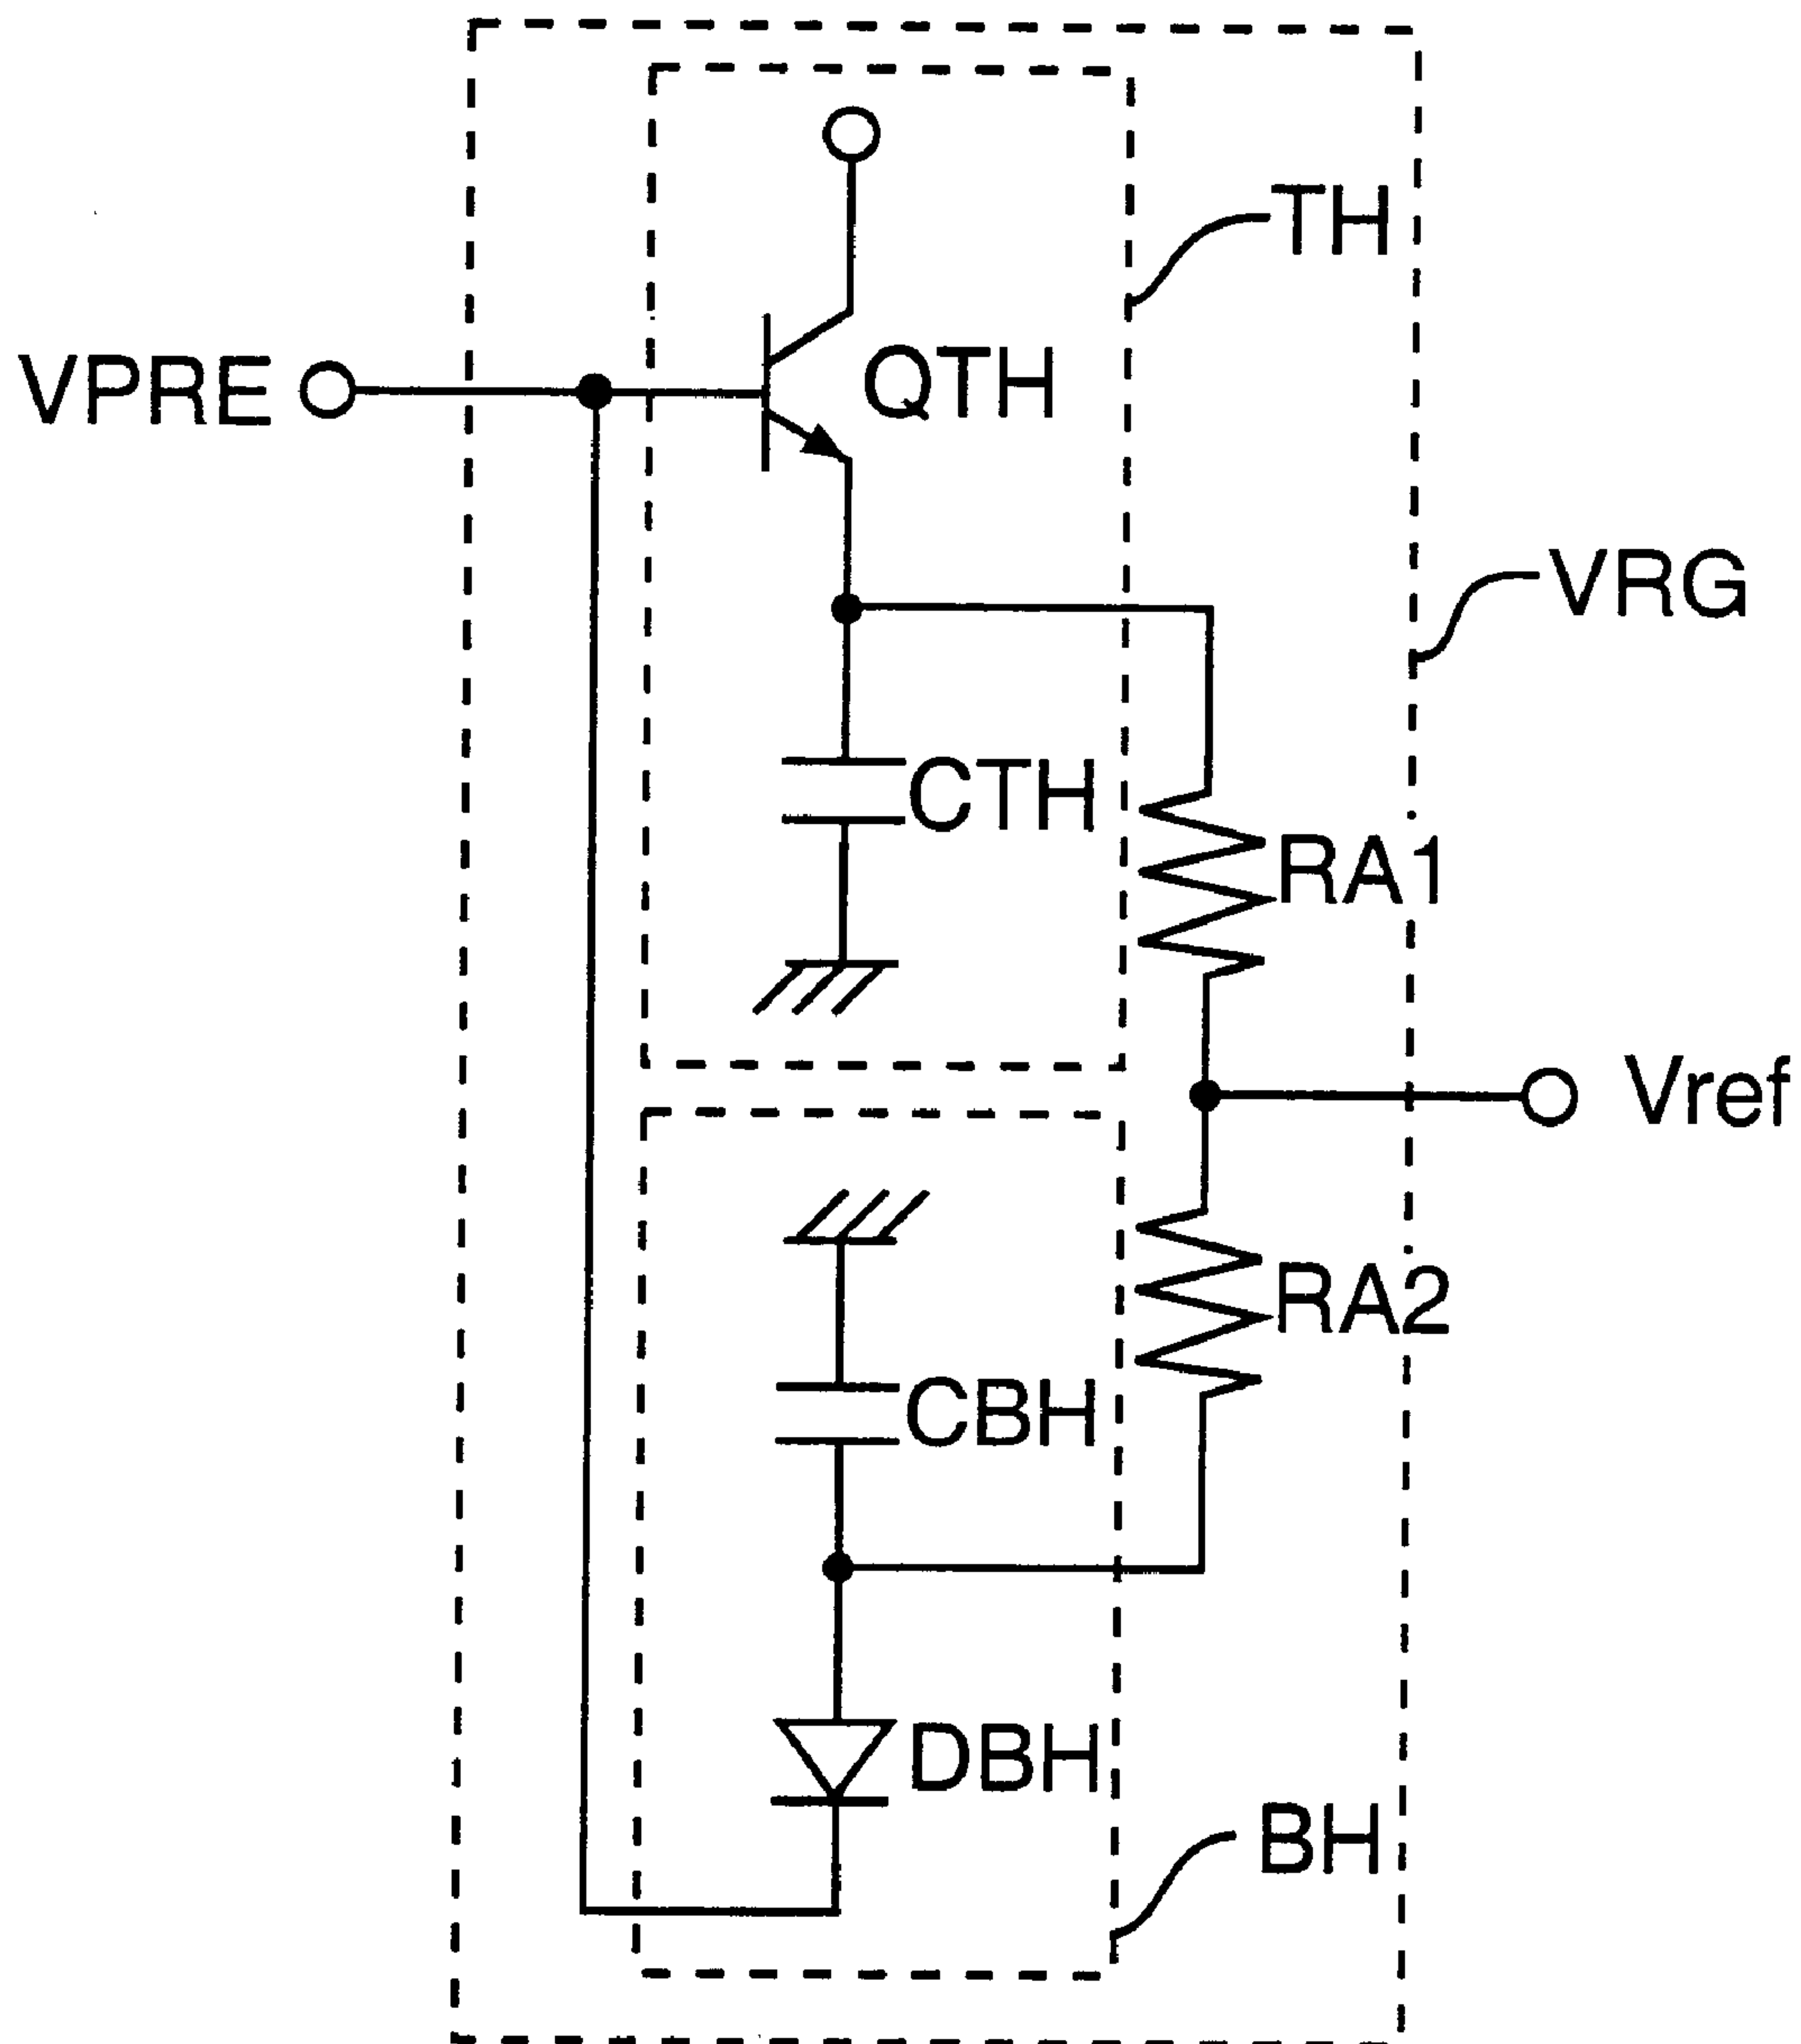 TH
VPRE
QTH
VRG
CTH
RA1
Vref
RA2
CBH
DBH
BH